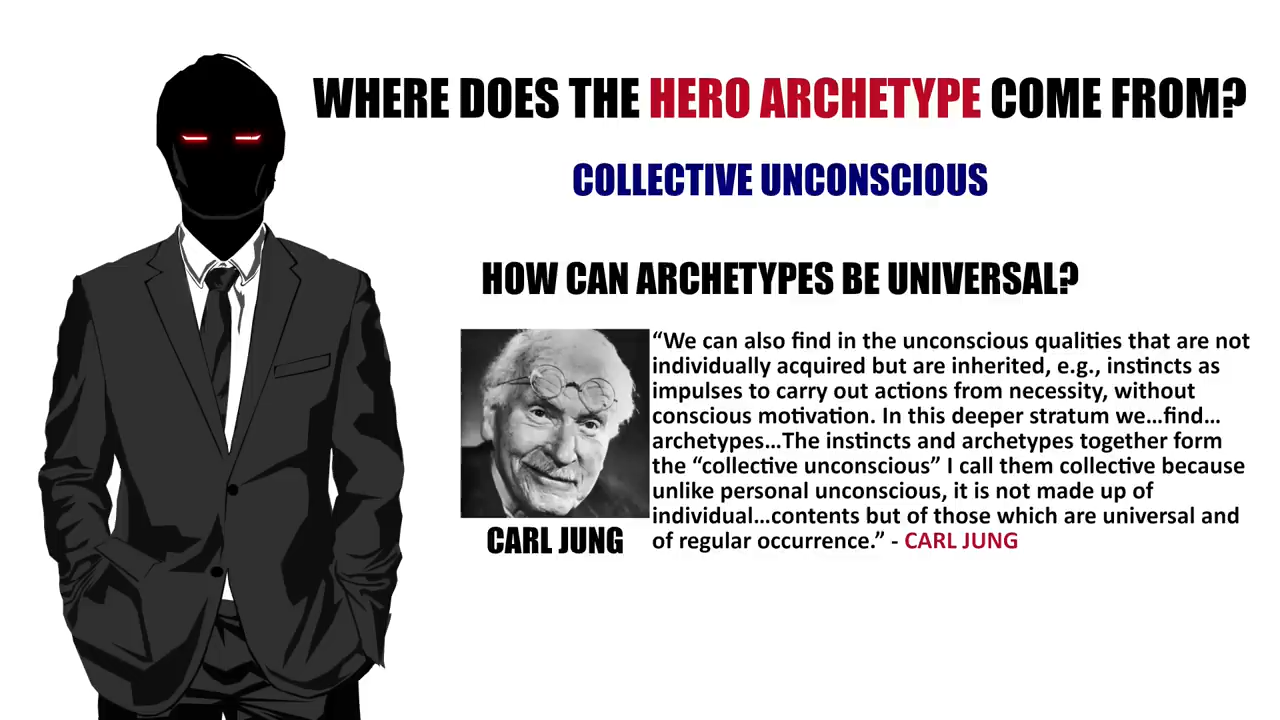 WHERE DOES THE HERO ARCHETYPE COME FROM?
COLLECTIVE UNCONSCIOUS
HOW CAN ARCHETYPES BE UNIVERSAL?
“We can also find in the unconscious qualities that are not
individually acquired but are inherited, e.g., instincts as
impulses to carry out actions from necessity, without
conscious motivation. In this deeper stratum we...find...
archetypes...The instincts and archetypes together form
the “collective unconscious” I call them collective because
unlike personal unconscious, it is not made up of
individual...contents but of those which are universal and
of regular occurrence.” - CARL JUNG
CARL JUNG